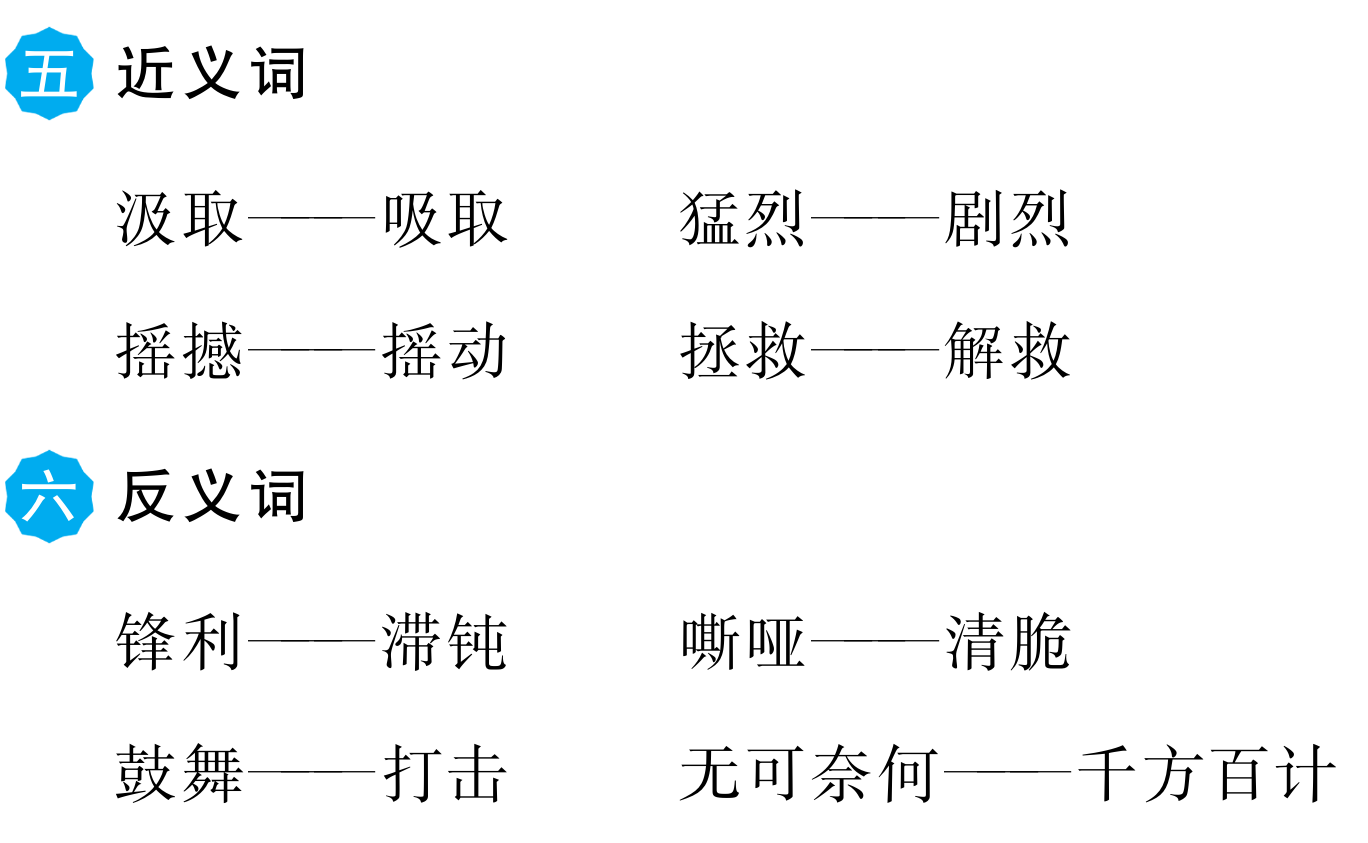 五 近义词
汲取——吸取 猛烈——剧烈
摇撼——摇动 拯救——解救
六 反义词
锋利——滞钝 嘶哑——清脆
鼓舞——打击 无可奈何——千方百计